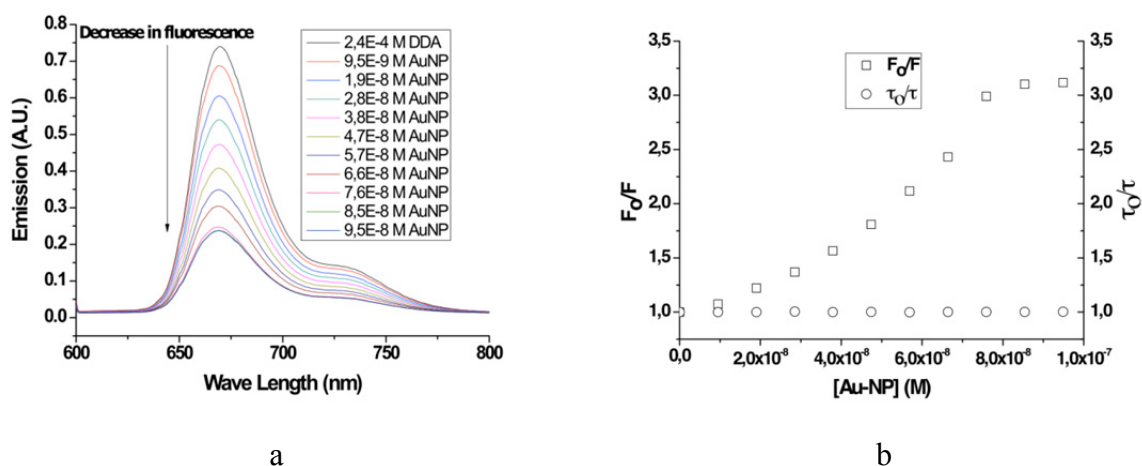 Decrease in fluorescence
2,4E-4 M DDA
9,5E-9 M AuNP
1,9E-8 M AuNP
2,8E-8 M AuNP
3,8E-8 M AuNP
4,7E-8 M AuNP
5,7E-8 M AuNP
6,6E-8 M AuNP
7,6E-8 M AuNP
8,5E-8 M AuNP
9,5E-8 M AuNP
Emission (A.U.)
0.8
0.7
0.6
0.5
0.4
0.3
0.2
0.1
0.0
600 650 700 750 800
Wave Length (nm)
a
F₀/F
τ₀/τ
F₀/F
3,5
3,0
2,5
2,0
1,5
1,0
τ₀/τ
3,5
3,0
2,5
2,0
1,5
1,0
0,0 2,0x10⁻⁸ 4,0x10⁻⁸ 6,0x10⁻⁸ 8,0x10⁻⁸ 1,0x10⁻⁷
[Au-NP] (M)
b